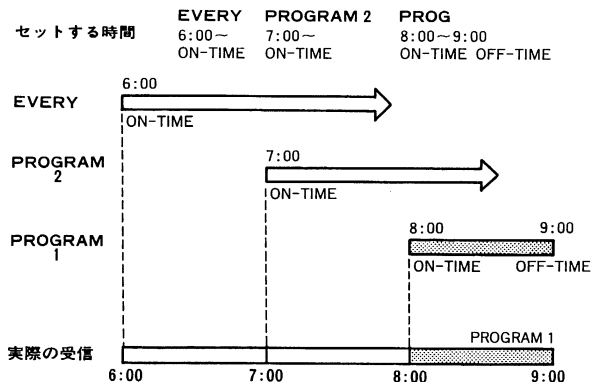 セットする時間 EVERY PROGRAM 2 PROG
6:00～ 7:00～ 8:00～9:00
ON-TIME ON-TIME ON-TIME OFF-TIME
6:00
EVERY
ON-TIME
PROGRAM
2
7:00
ON-TIME
PROGRAM
1
8:00 9:00
ON-TIME OFF-TIME
PROGRAM 1
実際の受信
6:00 7:00 8:00 9:00